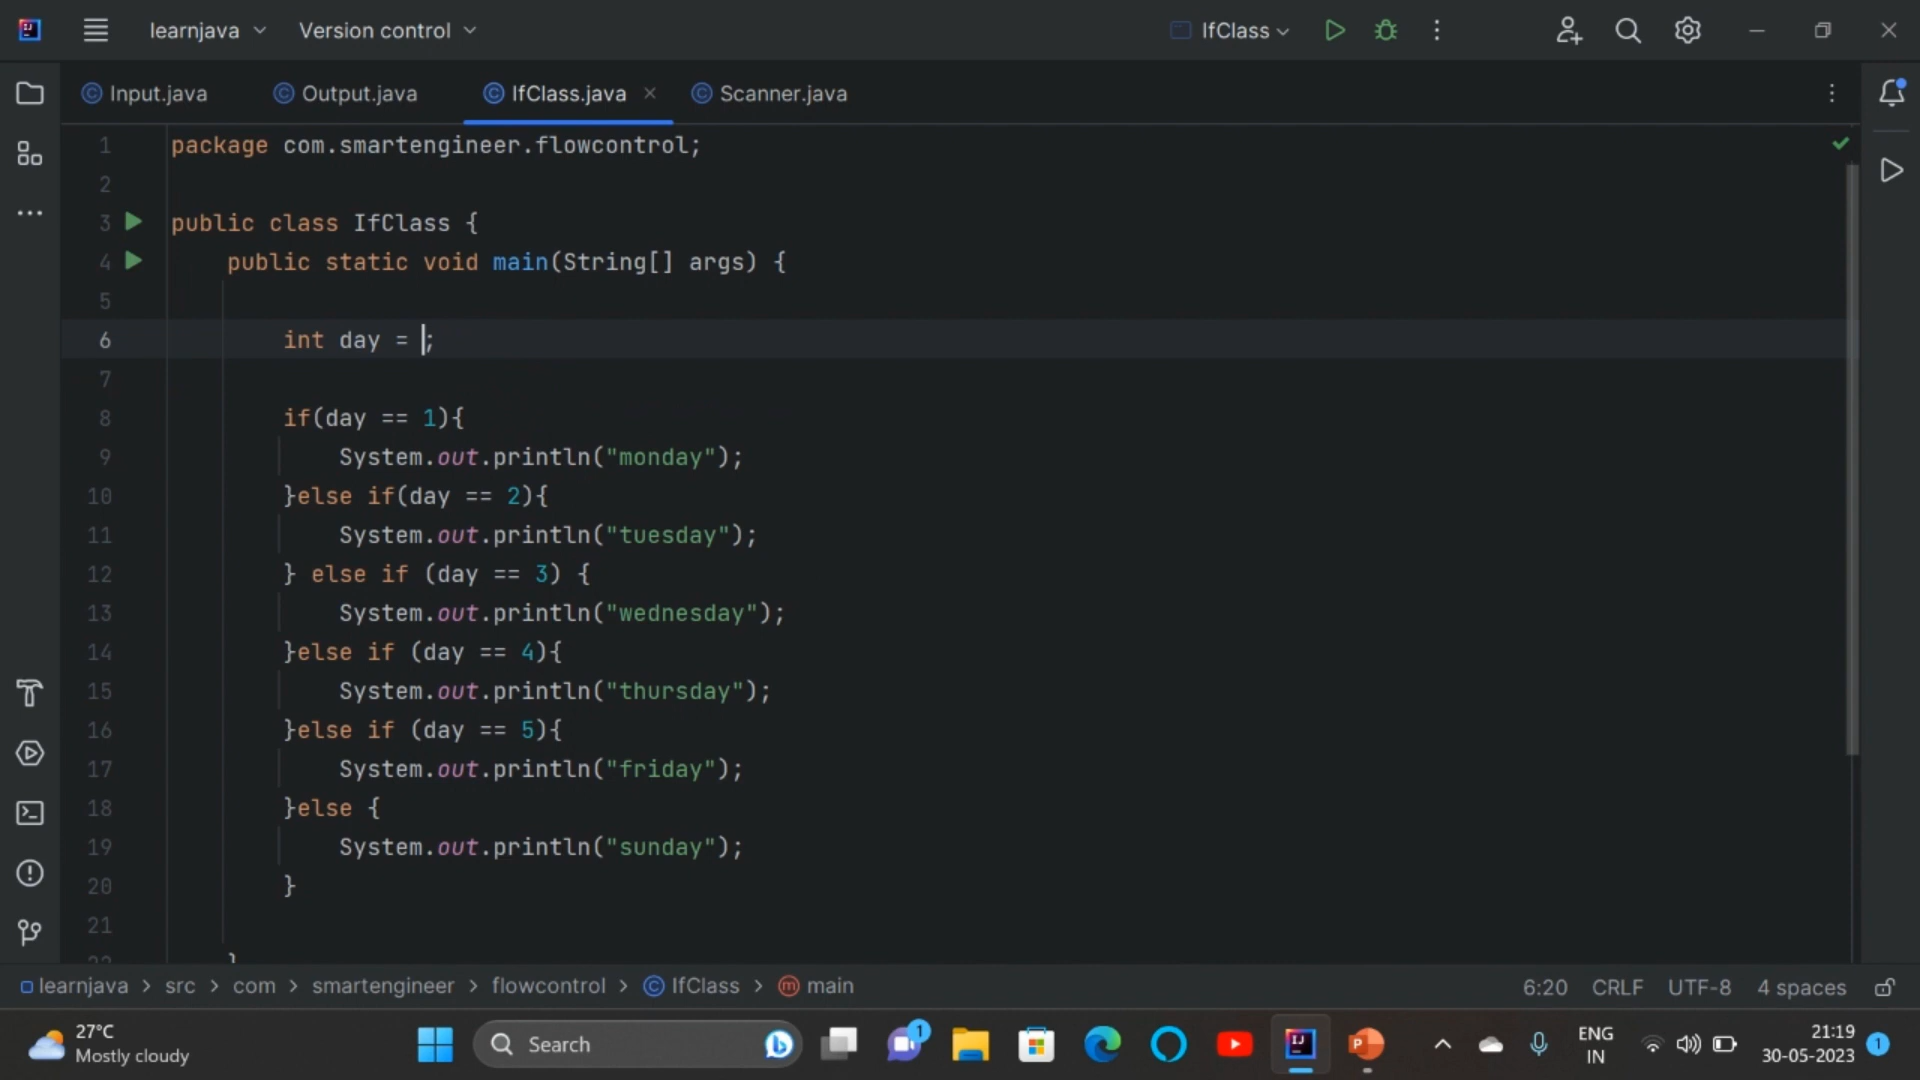 learnjava Version control IfClass
Input.java Output.java IfClass.java Scanner.java
1 package com.smartengineer.flowcontrol;
2
3 public class IfClass {
4 public static void main(String[] args) {
5
6 int day = ;
7
8 if(day == 1){
9 System.out.println("monday");
10 }else if(day == 2){
11 System.out.println("tuesday");
12 } else if (day == 3) {
13 System.out.println("wednesday");
14 }else if (day == 4){
15 System.out.println("thursday");
16 }else if (day == 5){
17 System.out.println("friday");
18 }else {
19 System.out.println("sunday");
20 }
21
22 }
learnjava > src > com > smartengineer > flowcontrol > IfClass > main 6:20 CRLF UTF-8 4 spaces
27°C
Mostly cloudy
Search
1
ENG
IN
21:19
30-05-2023
1